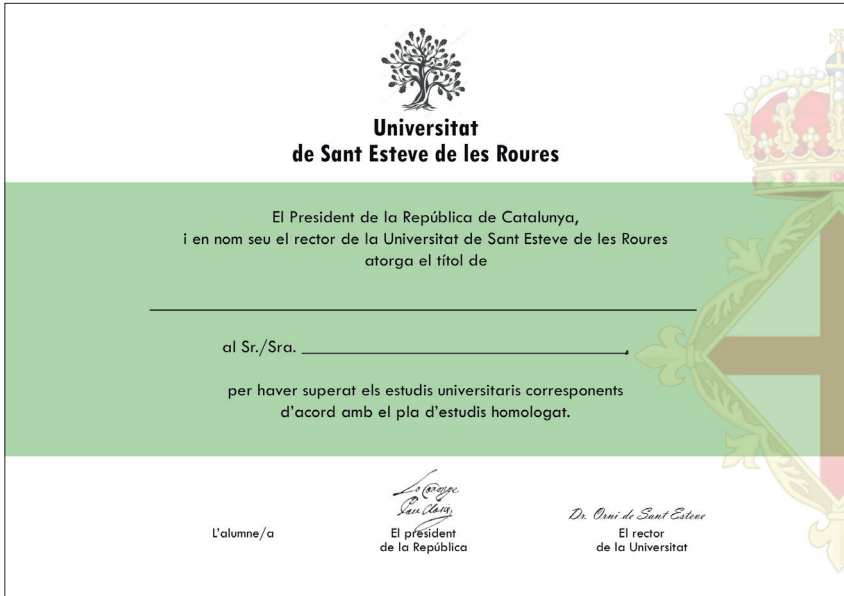 Universitat
de Sant Esteve de les Roures
El President de la República de Catalunya,
i en nom seu el rector de la Universitat de Sant Esteve de les Roures
atorga el títol de
al Sr./Sra. ,
per haver superat els estudis universitaris corresponents
d'acord amb el pla d'estudis homologat.
Pau Claris
Dr. Orni de Sant Esteve
L'alumne/a
El president
de la República
El rector
de la Universitat